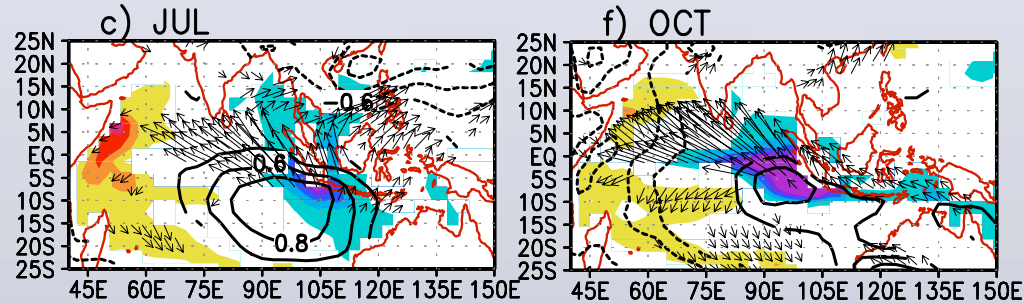 c) JUL
25N
20N
15N
10N
5N
EQ
5S
10S
15S
20S
25S
-0.6
0.6
0.8
45E 60E 75E 90E 105E 120E 135E 150E
f) OCT
25N
20N
15N
10N
5N
EQ
5S
10S
15S
20S
25S
45E 60E 75E 90E 105E 120E 135E 150E